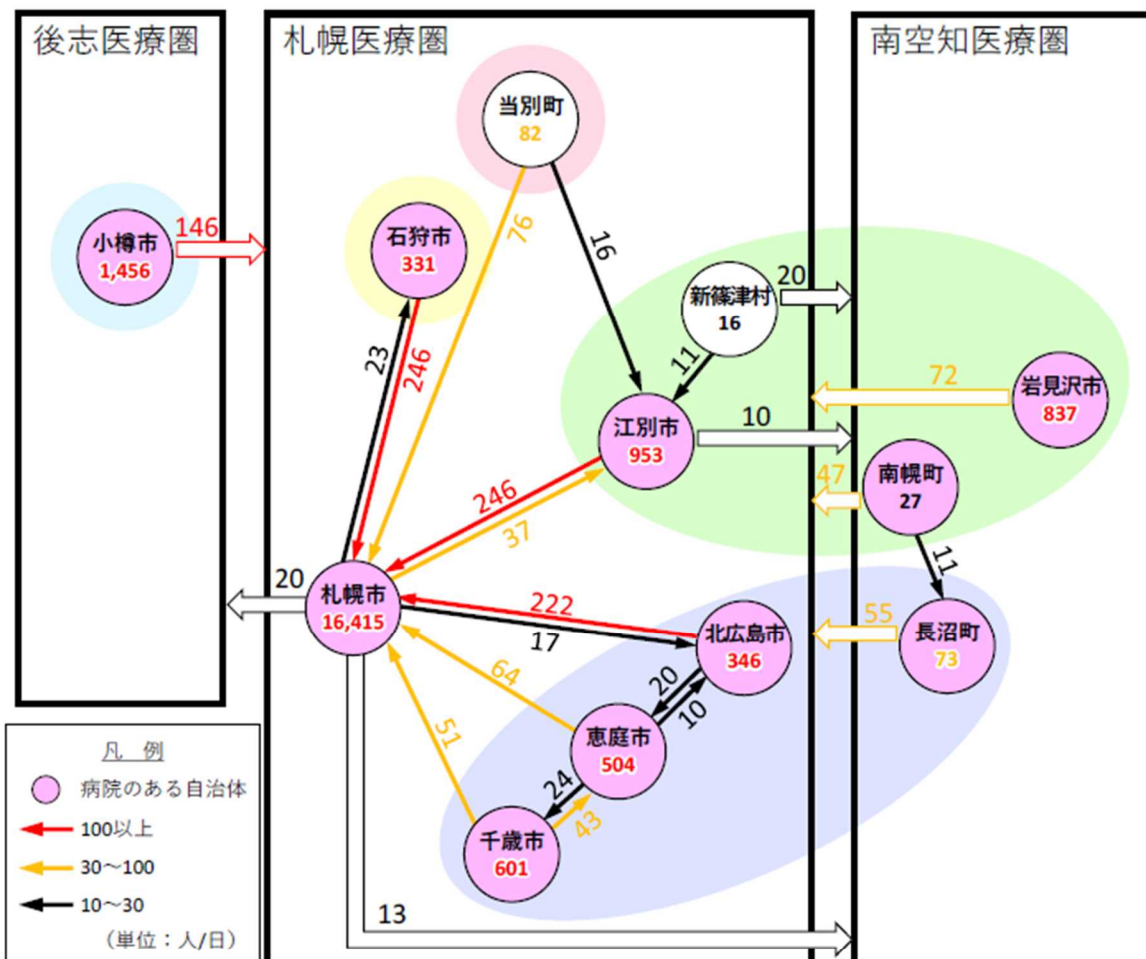 後志医療圏
札幌医療圏
南空知医療圏
当別町
82
小樽市
1,456
146
石狩市
331
76
16
新篠津村
16
20
11
23
246
72
岩見沢市
837
江別市
953
10
47
南幌町
27
246
37
11
20
札幌市
16,415
222
17
北広島市
346
55
長沼町
73
64
20
10
51
恵庭市
504
24
43
千歳市
601
13
凡 例
病院のある自治体
100以上
30～100
10～30
（単位：人/日）